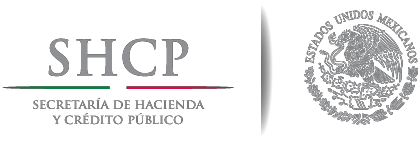 SHCP
SECRETARÍA DE HACIENDA
Y CRÉDITO PÚBLICO
ESTADOS UNIDOS MEXICANOS